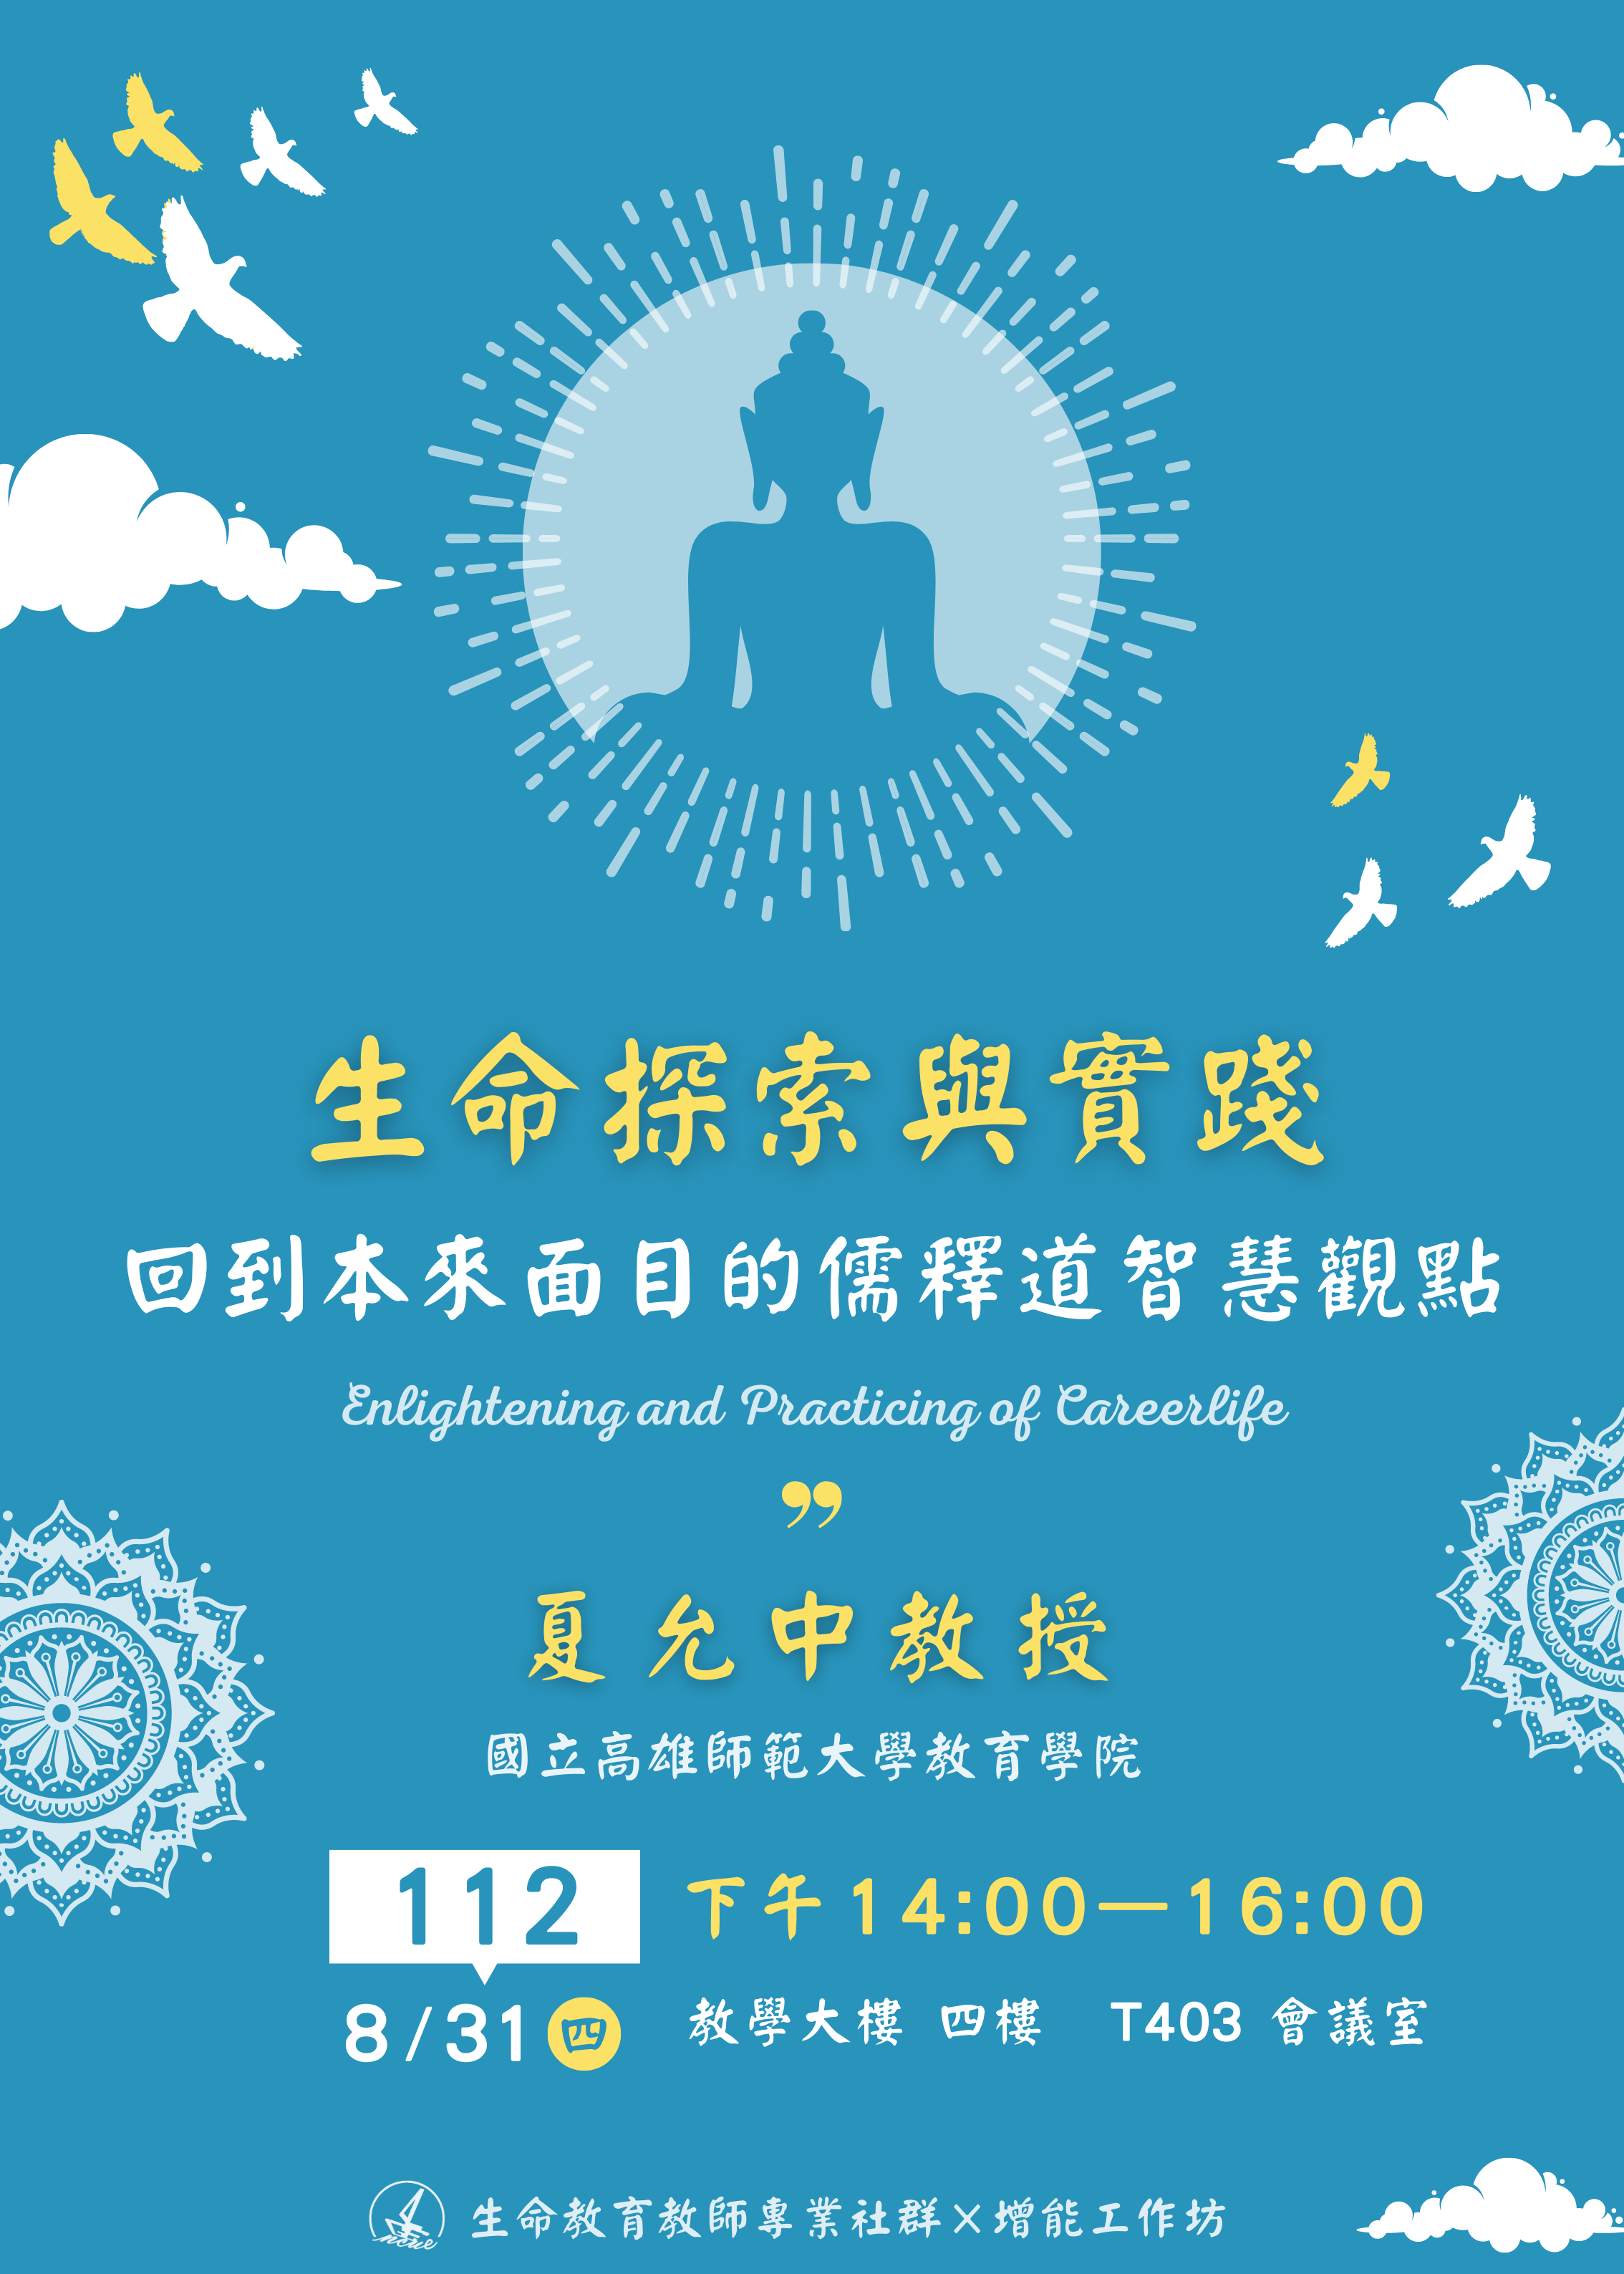 生命探索與實踐
回到本來面目的儒釋道智慧觀點
Enlightening and Practicing of Careerlife
”
夏允中教授
國立高雄師範大學教育學院
112
8/31 四
下午14:00—16:00
教學大樓 四樓 T403 會議室
ncue
生命教育教師專業社群×增能工作坊